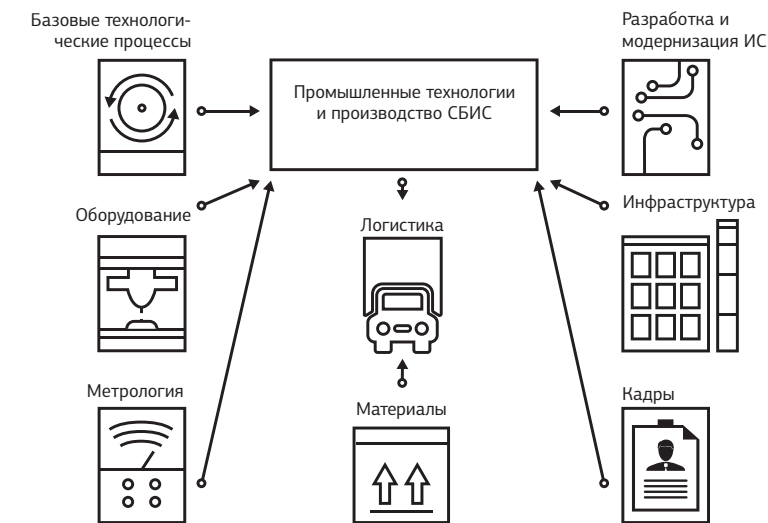 Базовые технологи-
ческие процессы
Разработка и
модернизация ИС
Промышленные технологии
и производство СБИС
Оборудование
Логистика
Инфраструктура
Метрология
Материалы
Кадры